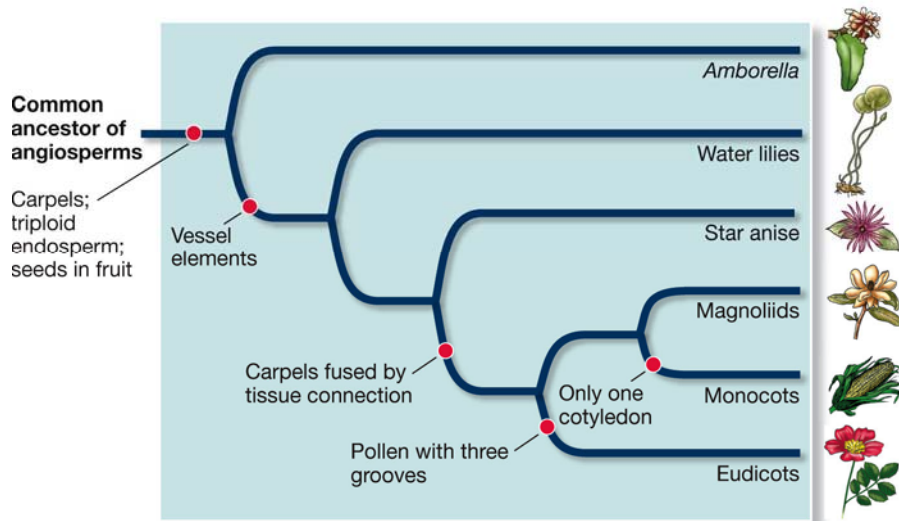 Amborella
Common
ancestor of
angiosperms
Water lilies
Carpels;
triploid
endosperm;
seeds in fruit
Vessel
elements
Star anise
Magnoliids
Carpels fused by
tissue connection
Only one
cotyledon
Monocots
Pollen with three
grooves
Eudicots